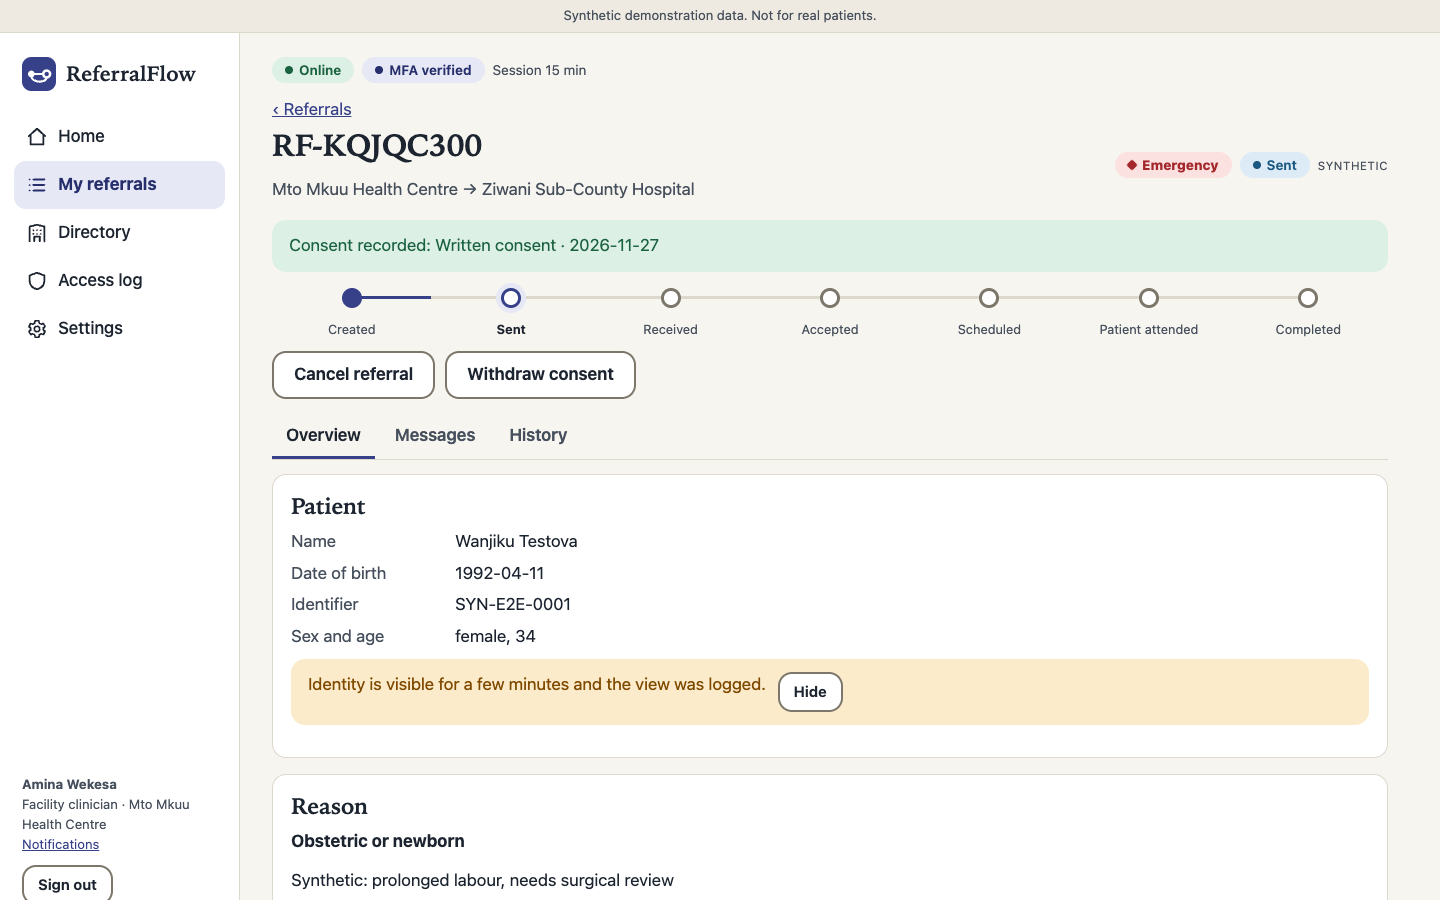 Synthetic demonstration data. Not for real patients.
ReferralFlow
Home
My referrals
Directory
Access log
Settings
Amina Wekesa
Facility clinician · Mto Mkuu
Health Centre
Notifications
Sign out
Online
MFA verified
Session 15 min
‹ Referrals
RF-KQJQC300
Mto Mkuu Health Centre → Ziwani Sub-County Hospital
Emergency
Sent
SYNTHETIC
Consent recorded: Written consent · 2026-11-27
Created
Sent
Received
Accepted
Scheduled
Patient attended
Completed
Cancel referral
Withdraw consent
Overview
Messages
History
Patient
Name Wanjiku Testova
Date of birth 1992-04-11
Identifier SYN-E2E-0001
Sex and age female, 34
Identity is visible for a few minutes and the view was logged.
Hide
Reason
Obstetric or newborn
Synthetic: prolonged labour, needs surgical review